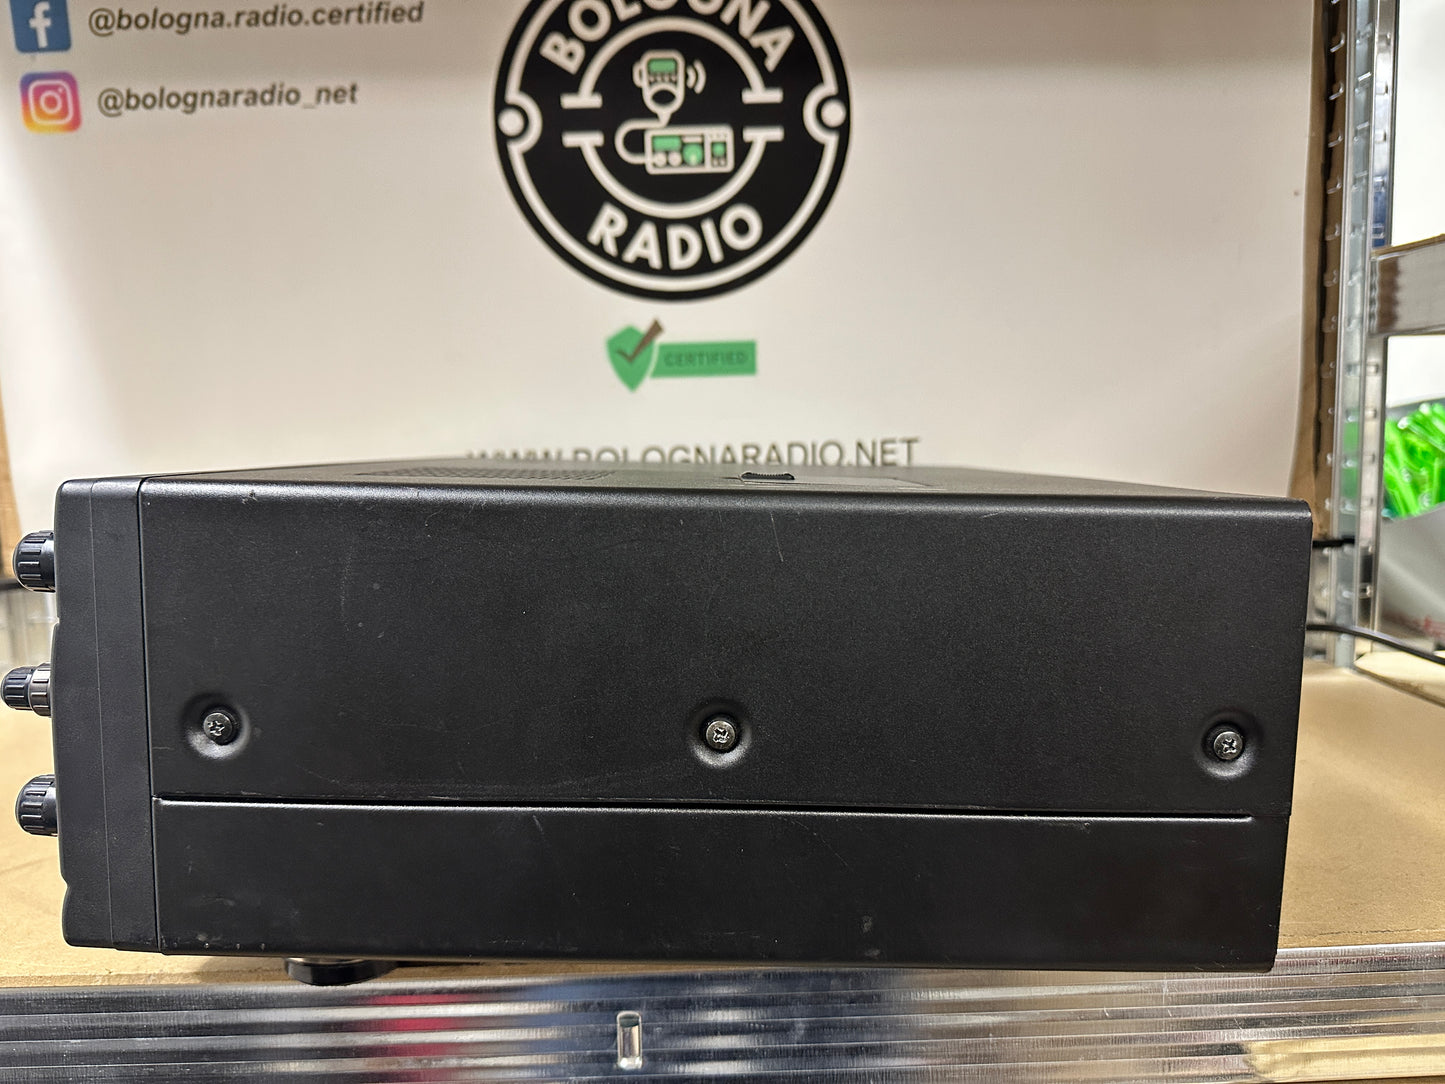 @bologna.radio.certified
@bolognaradio_net
BOLOGNA
RADIO
CERTIFIED
WWW.BOLOGNARADIO.NET